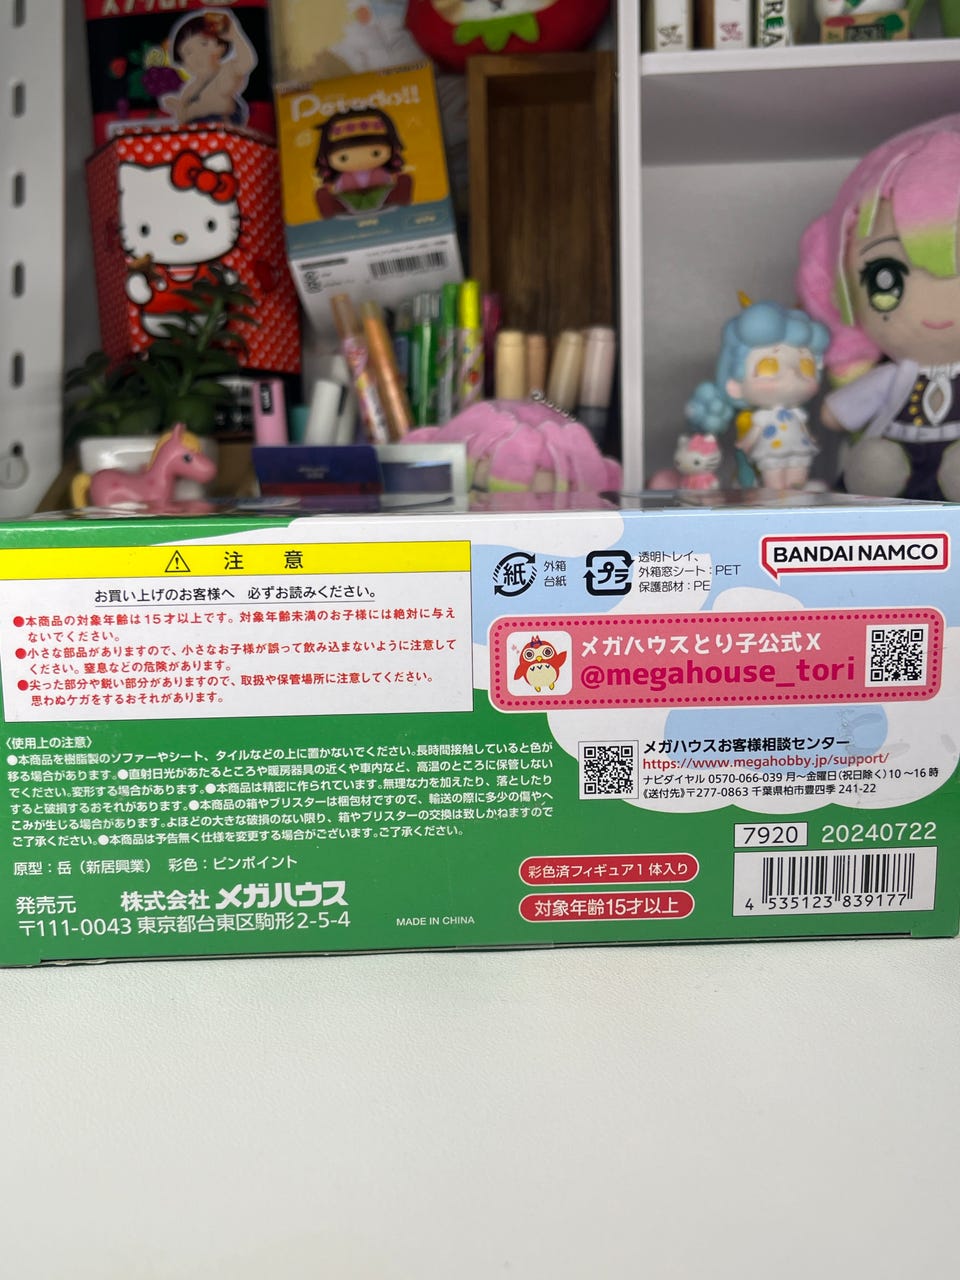 Petado!!
注 意
お買い上げのお客様へ 必ずお読みください。
●本商品の対象年齢は15才以上です。対象年齢未満のお子様には絶対に与え
ないでください。
●小さな部品がありますので、小さなお子様が誤って飲み込まないように注意して
ください。窒息などの危険があります。
●尖った部分や鋭い部分がありますので、取扱や保管場所に注意してください。
思わぬケガをするおそれがあります。
〈使用上の注意〉
●本商品を樹脂製のソファーやシート、タイルなどの上に置かないでください。長時間接触していると色が
移る場合があります。●直射日光があたるところや暖房器具の近くや車内など、高温のところに保管しない
でください。変形する場合があります。●本商品は精密に作られています。無理な力を加えたり、落としたり
すると破損するおそれがあります。●本商品の箱やブリスターは梱包材ですので、輸送の際に多少の傷やへ
こみが生じる場合があります。よほどの大きな破損のない限り、箱やブリスターの交換は致しかねますので
ご了承ください。●本商品は予告無く仕様を変更する場合がございます。ご了承ください。
原型：岳（新居興業） 彩色：ピンポイント
発売元 株式会社 メガハウス
〒111-0043 東京都台東区駒形2-5-4
MADE IN CHINA
紙
外箱
台紙
プラ
透明トレイ、
外箱窓シート：PET
保護部材：PE
BANDAI NAMCO
メガハウスとり子公式X
@megahouse_tori
メガハウスお客様相談センター
https://www.megahobby.jp/support/
ナビダイヤル 0570-066-039 月～金曜日(祝日除く)10～16時
《送付先》〒277-0863 千葉県柏市豊四季 241-22
7920 20240722
彩色済フィギュア1体入り
対象年齢15才以上
4 535123 839177